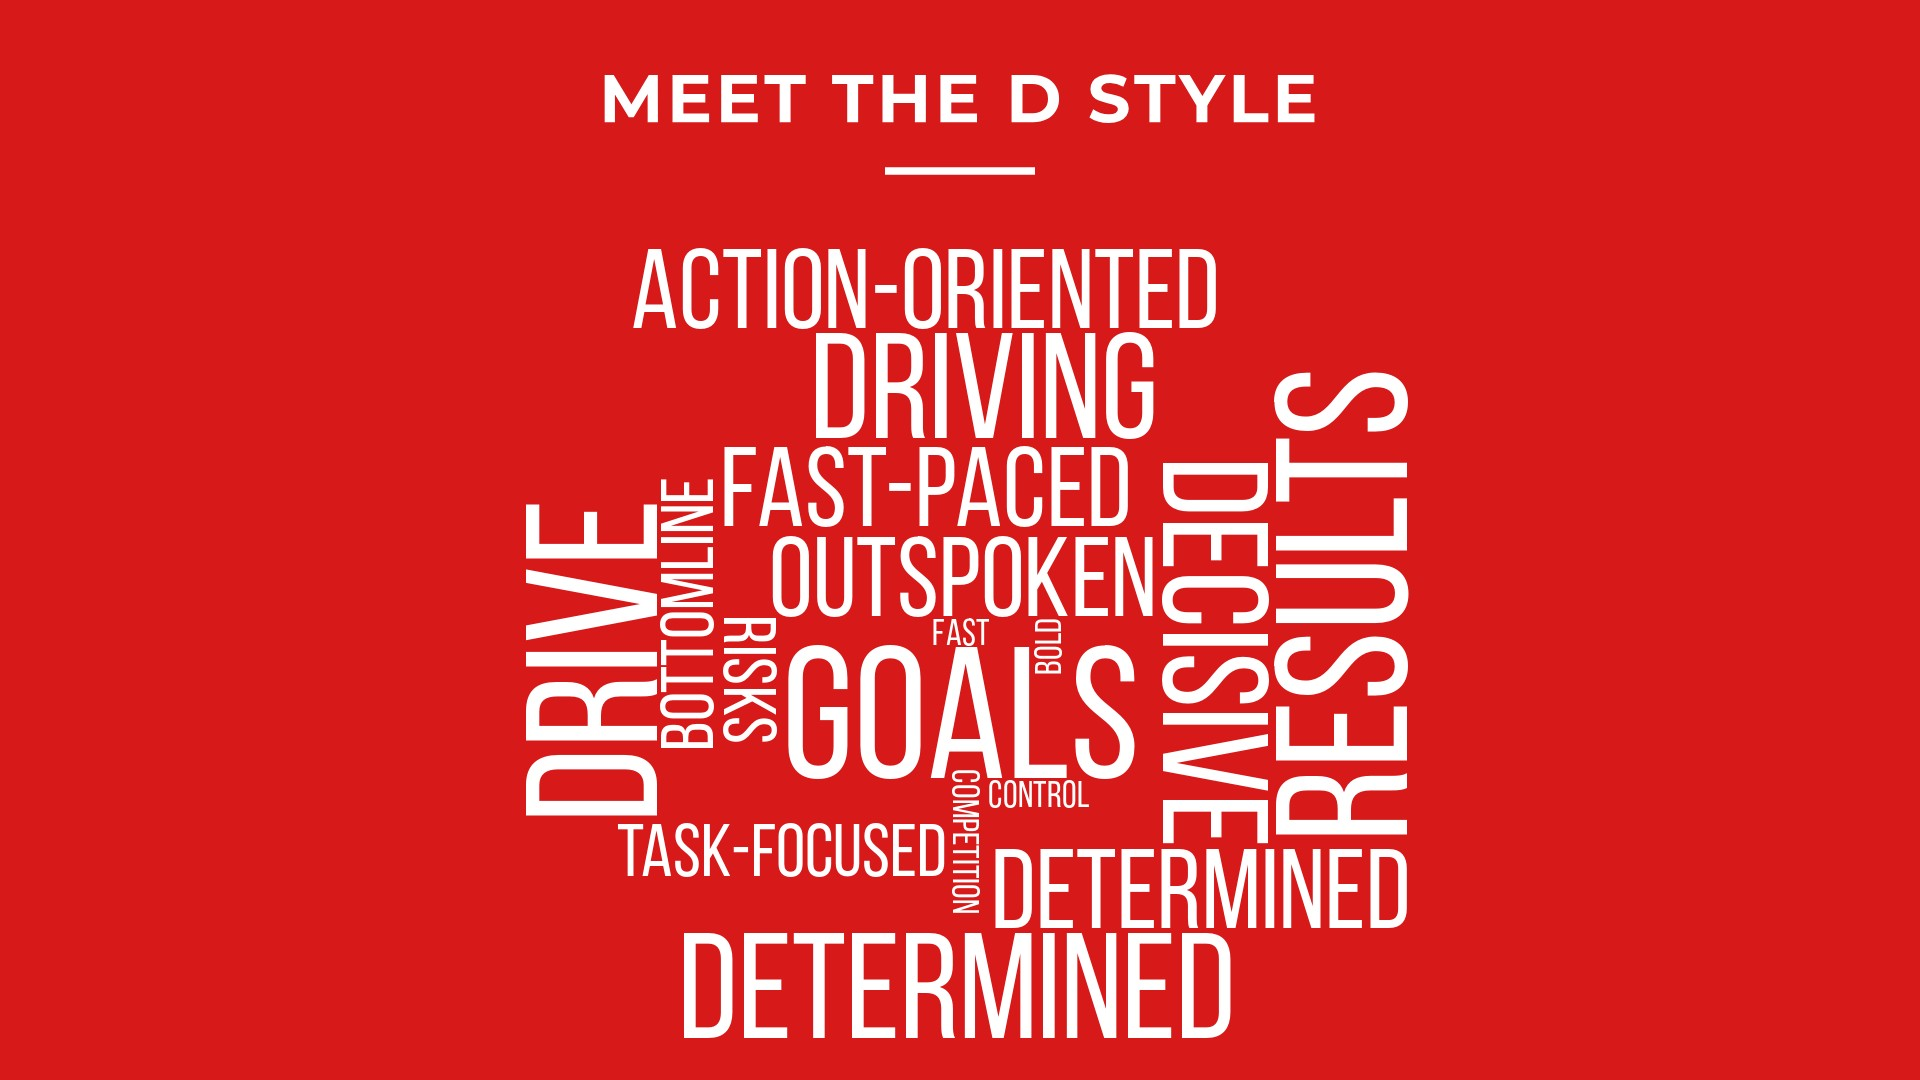 MEET THE D STYLE
ACTION-ORIENTED
DRIVING
FAST-PACED
OUTSPOKEN
DRIVE
BOTTOMLINE
RISKS
FAST
BOLD
GOALS
DECISIVE
RESULTS
COMPETITION
CONTROL
TASK-FOCUSED
DETERMINED
DETERMINED